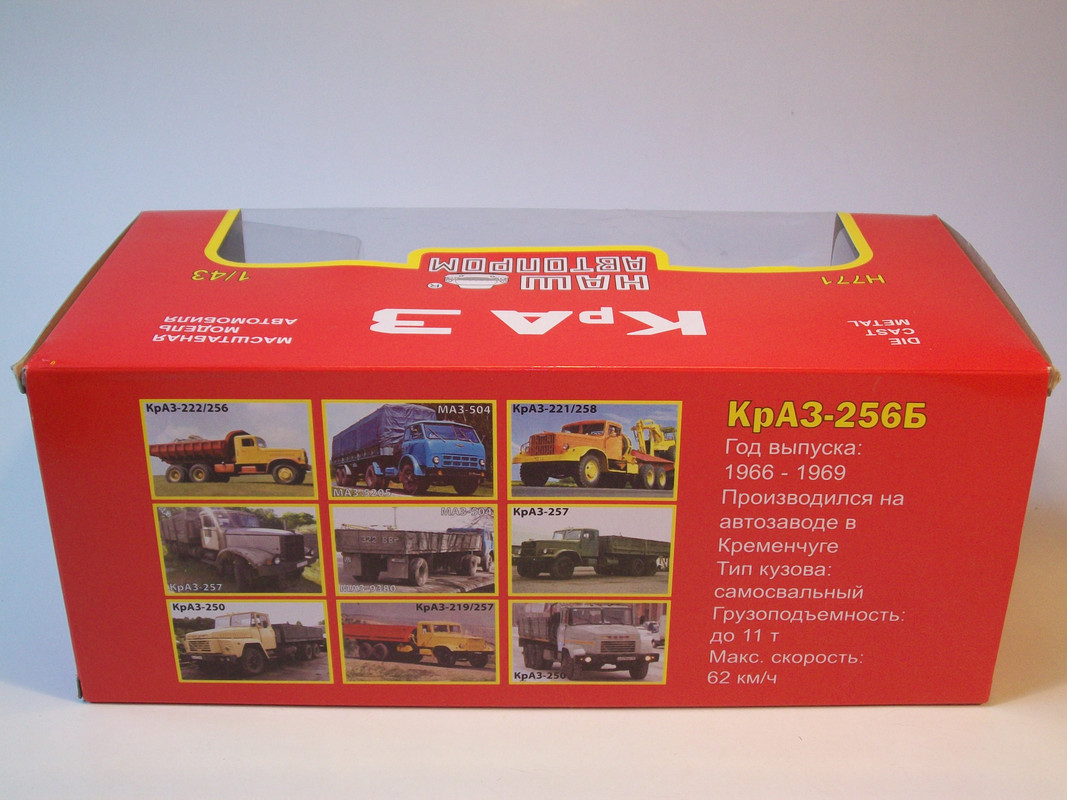 1/43
НАШ
АВТОПРОМ
H771
КрАЗ
МАСШТАБНАЯ
МОДЕЛЬ
АВТОМОБИЛЯ
DIE
CAST
METAL
КрАЗ-222/256
МАЗ-504
МАЗ-5205
КрАЗ-221/258
КрАЗ-257
МАЗ-504
322 88
КрАЗ-257
КрАЗ-250
КрАЗ-219/257
КрАЗ-250
КрАЗ-256Б
Год выпуска:
1966 - 1969
Производился на
автозаводе в
Кременчуге
Тип кузова:
самосвальный
Грузоподъемность:
до 11 т
Макс. скорость:
62 км/ч